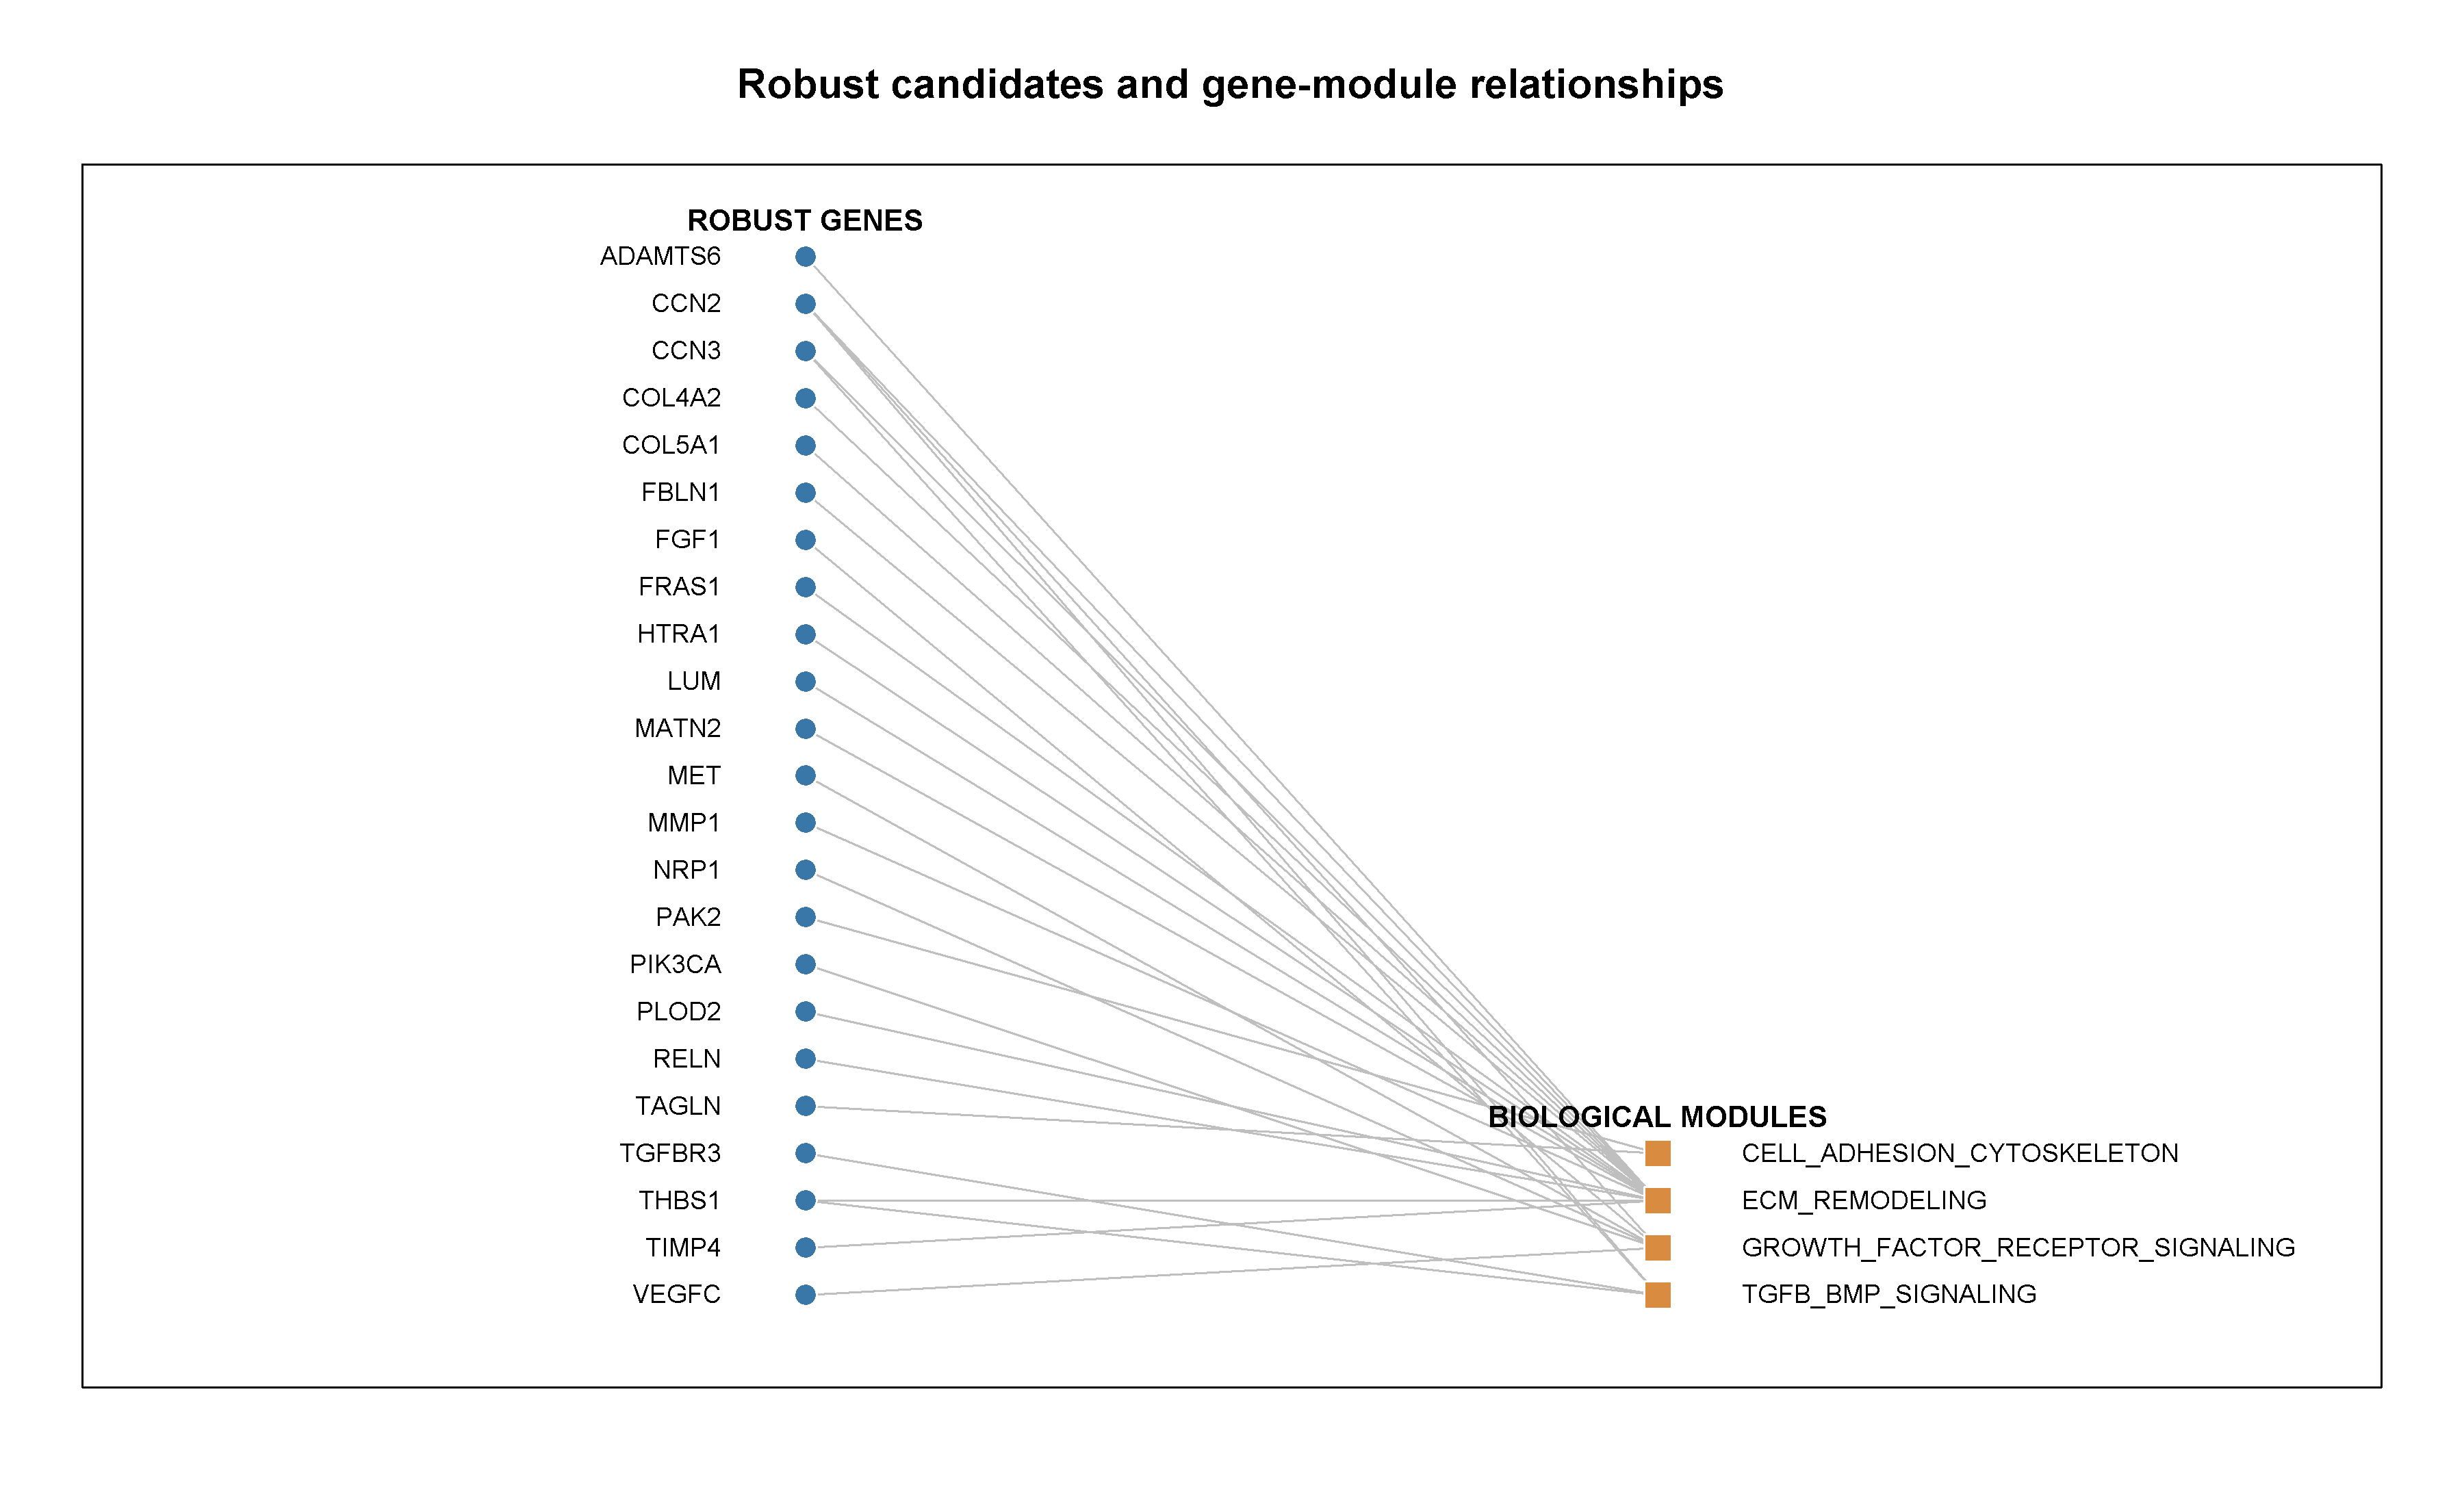 Robust candidates and gene-module relationships
ROBUST GENES
ADAMTS6
CCN2
CCN3
COL4A2
COL5A1
FBLN1
FGF1
FRAS1
HTRA1
LUM
MATN2
MET
MMP1
NRP1
PAK2
PIK3CA
PLOD2
RELN
TAGLN
TGFBR3
THBS1
TIMP4
VEGFC
BIOLOGICAL MODULES
CELL_ADHESION_CYTOSKELETON
ECM_REMODELING
GROWTH_FACTOR_RECEPTOR_SIGNALING
TGFB_BMP_SIGNALING